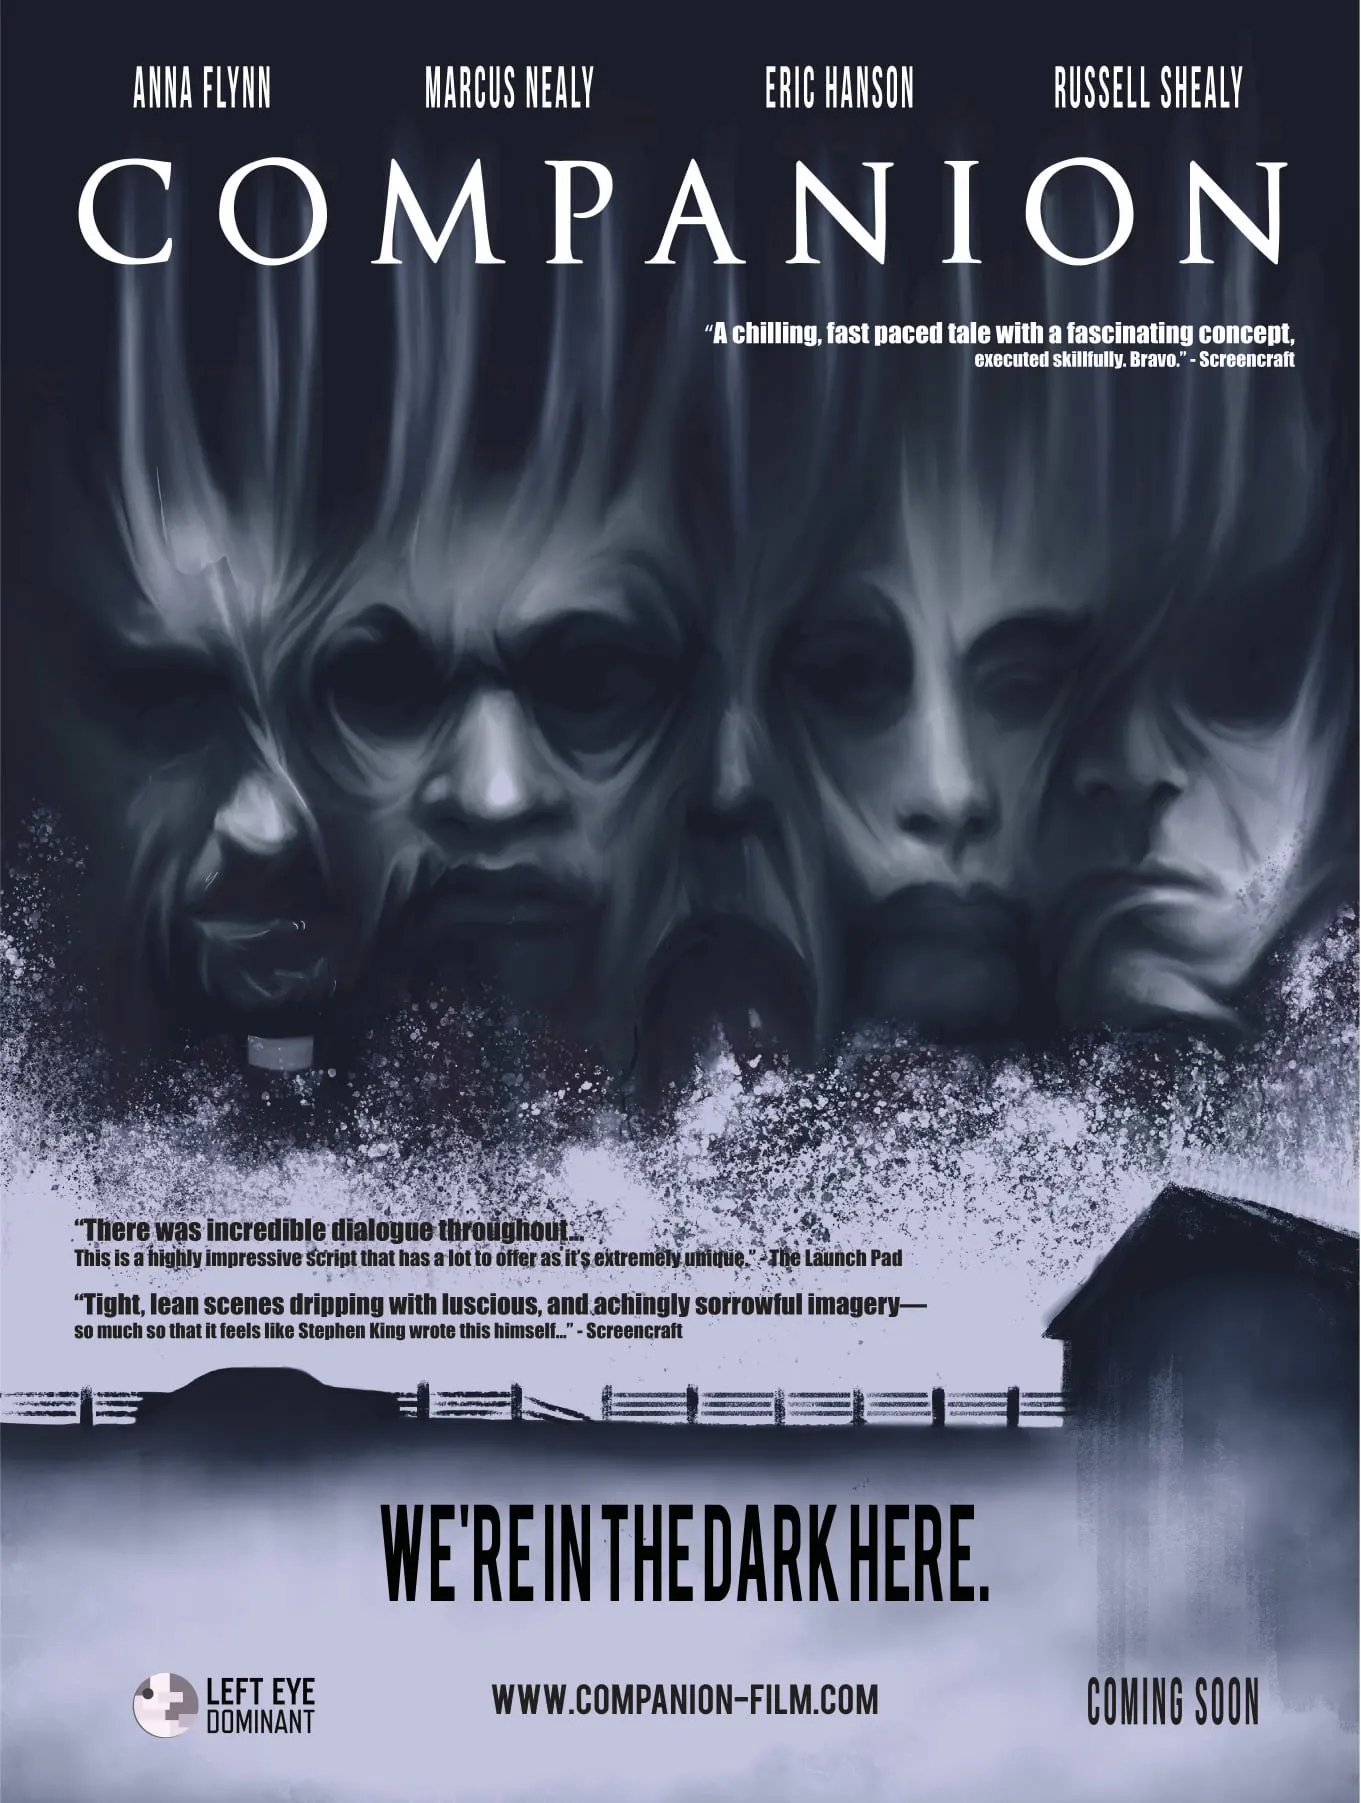 ANNA FLYNN MARCUS NEALY ERIC HANSON RUSSELL SHEALY
COMPANION
“A chilling, fast paced tale with a fascinating concept,
executed skillfully. Bravo.” - Screencraft
“There was incredible dialogue throughout...
This is a highly impressive script that has a lot to offer as it’s extremely unique.” - The Launch Pad
“Tight, lean scenes dripping with luscious, and achingly sorrowful imagery—
so much so that it feels like Stephen King wrote this himself...” - Screencraft
WE'RE IN THE DARK HERE.
LEFT EYE
DOMINANT
WWW.COMPANION-FILM.COM
COMING SOON